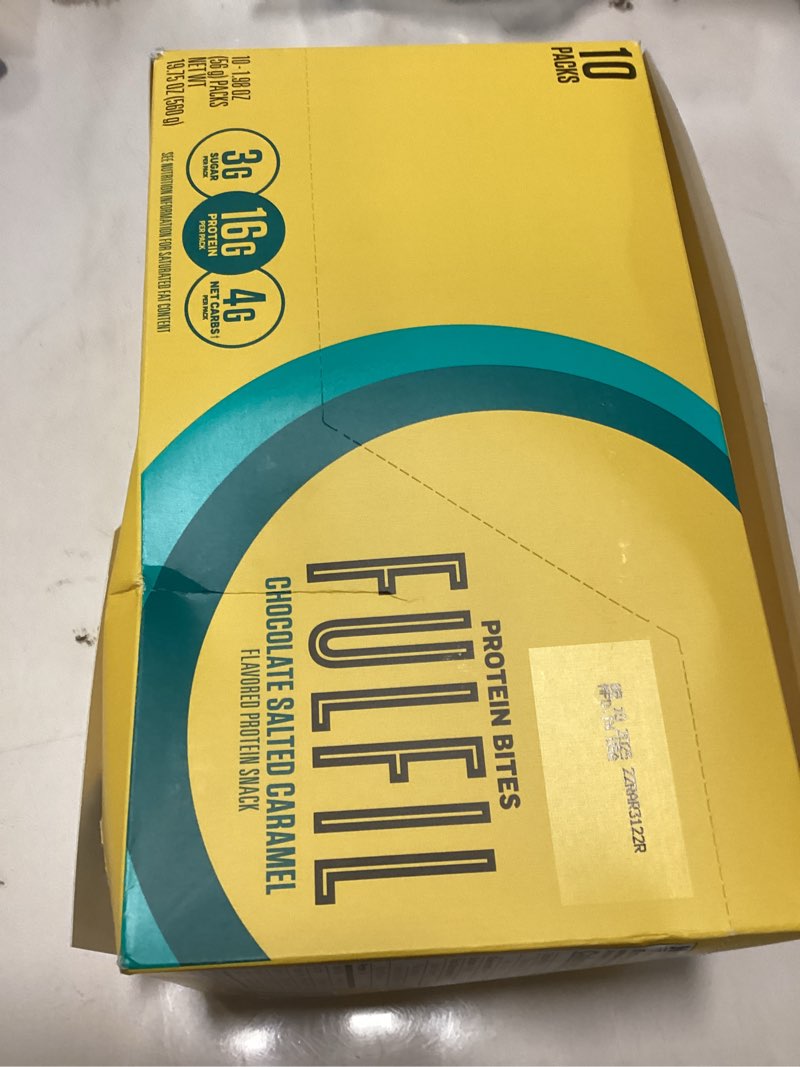 10
PACKS
10 - 1.98 OZ
(56 g) PACKS
NET WT
19.75 OZ (560 g)
3G
SUGAR
PER PACK
16G
PROTEIN
PER PACK
4G
NET CARBS†
PER PACK
SEE NUTRITION INFORMATION FOR SATURATED FAT CONTENT
PROTEIN BITES
FULFIL
CHOCOLATE SALTED CARAMEL
FLAVORED PROTEIN SNACK
2ZRAR3122R